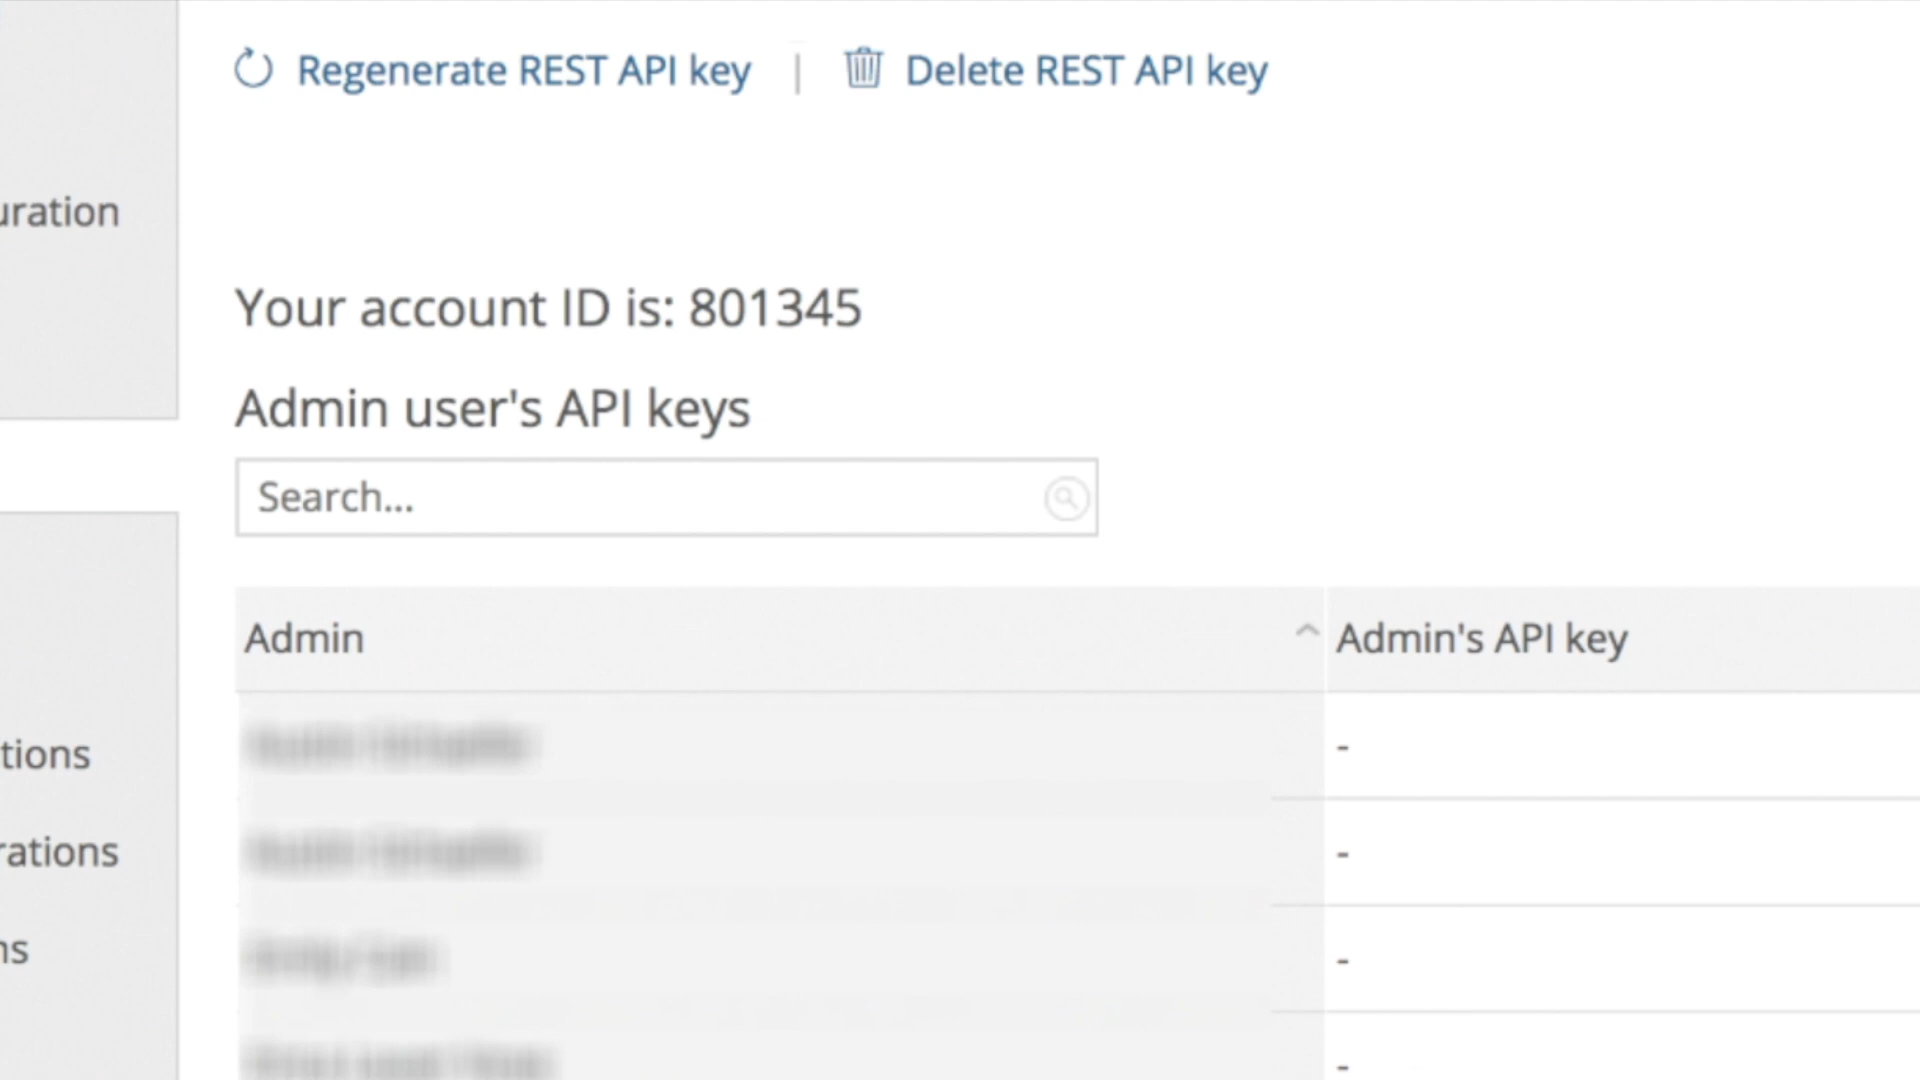 Regenerate REST API key | Delete REST API key
uration
Your account ID is: 801345
Admin user's API keys
Search...
Admin Admin's API key
-
tions
-
rations
-
ns
-